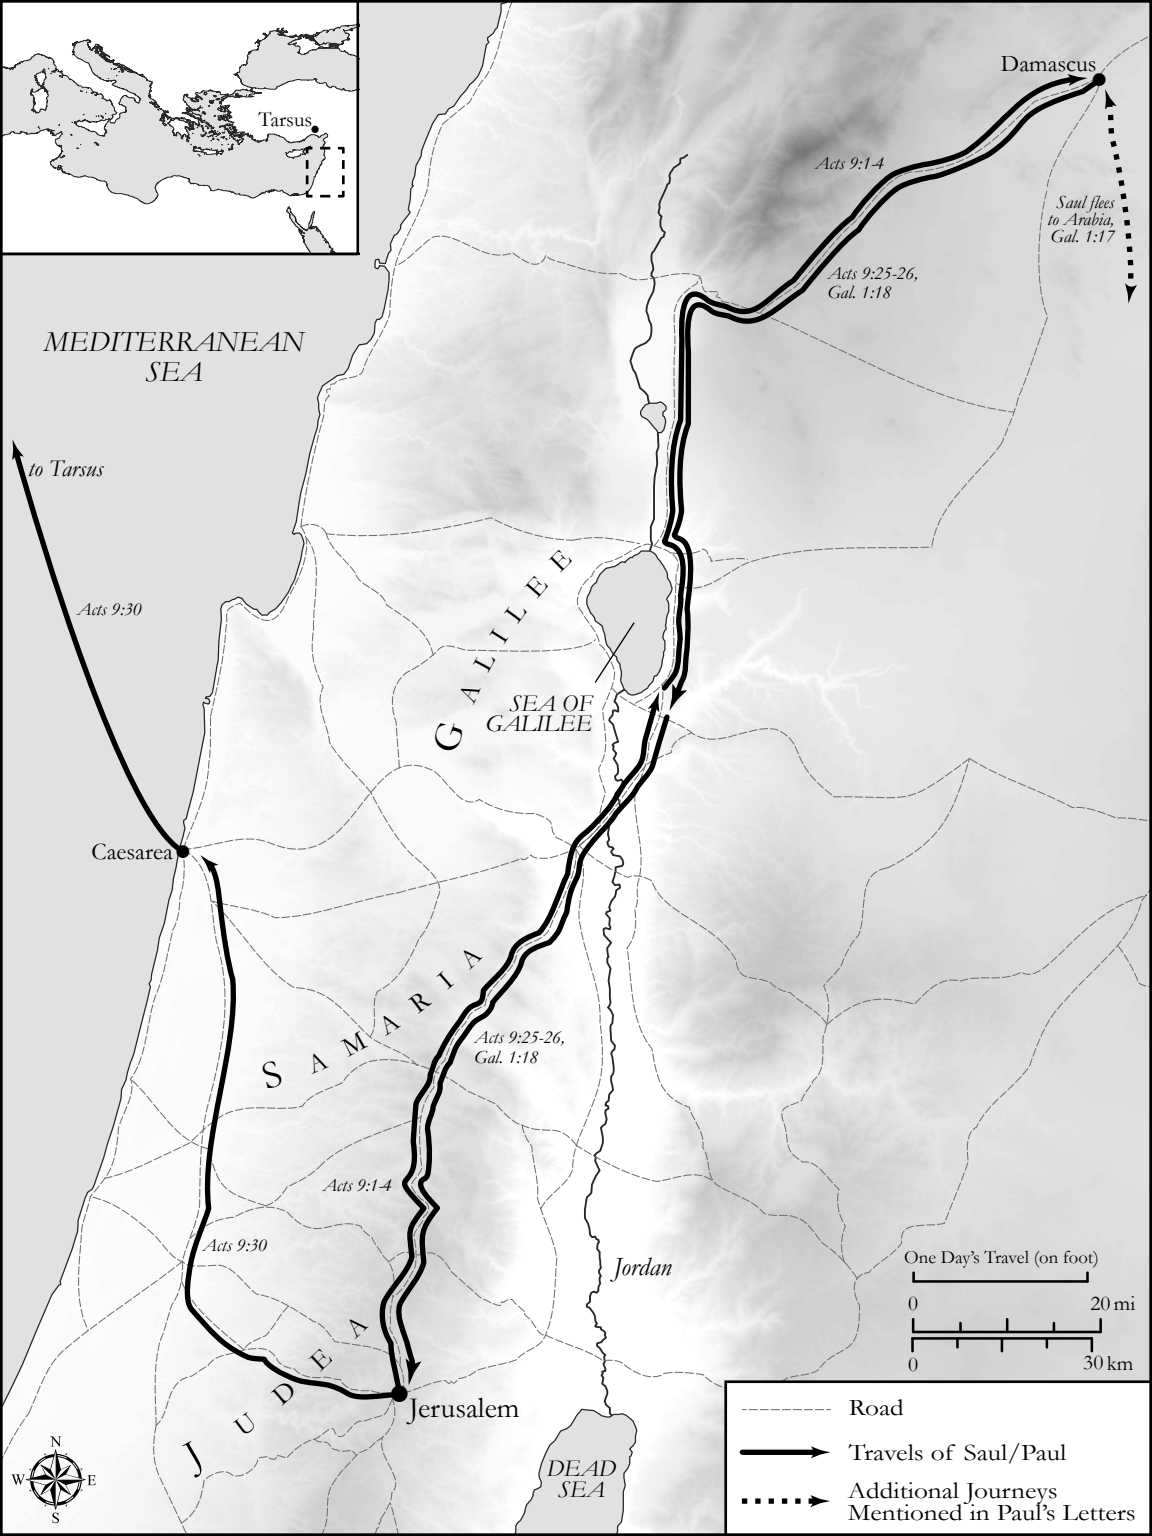 Tarsus
Damascus
Acts 9:1-4
Saul flees
to Arabia,
Gal. 1:17
Acts 9:25-26,
Gal. 1:18
MEDITERRANEAN
SEA
to Tarsus
Acts 9:30
GALILEE
SEA OF
GALILEE
Caesarea
SAMARIA
Acts 9:25-26,
Gal. 1:18
Acts 9:1-4
Acts 9:30
Jordan
JUDEA
Jerusalem
DEAD
SEA
One Day's Travel (on foot)
0 20 mi
0 30 km
N
W E
S
Road
Travels of Saul/Paul
Additional Journeys
Mentioned in Paul's Letters